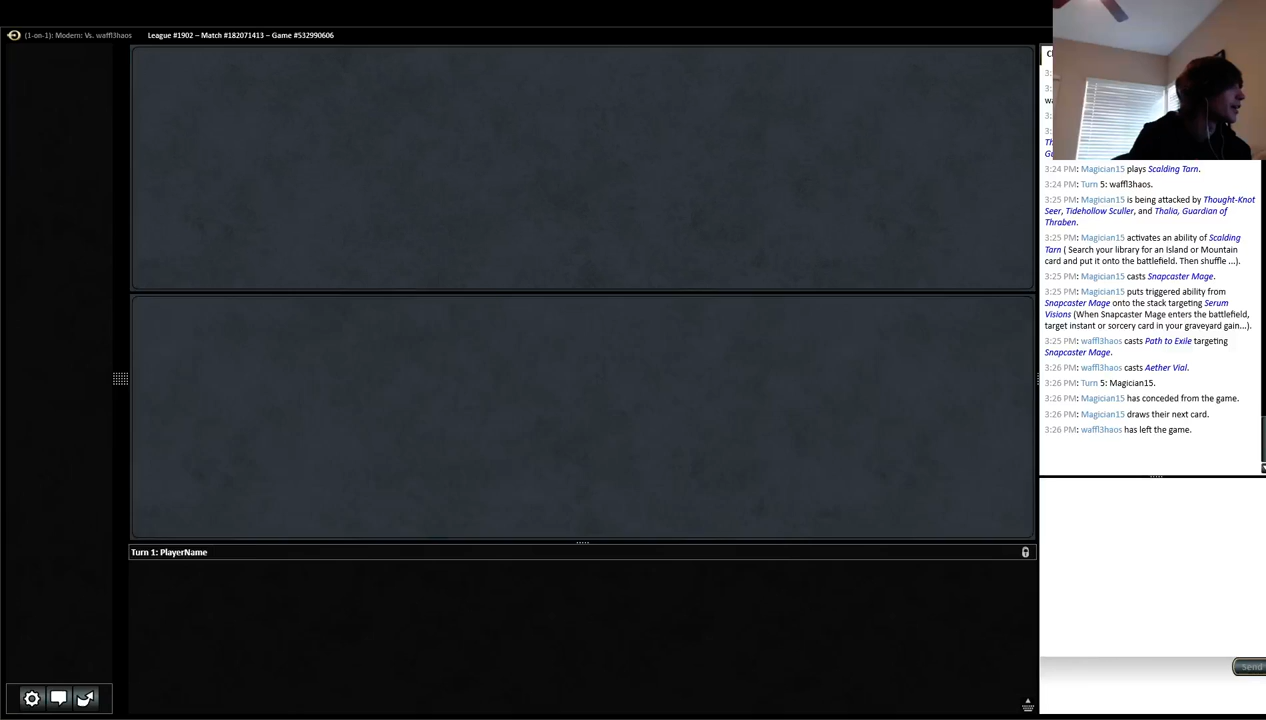 (1-on-1): Modern: Vs. waffl3haos League #1902 – Match #182071413 – Game #532990606
3:24 PM: Magician15 plays Scalding Tarn.
3:24 PM: Turn 5: waffl3haos.
3:25 PM: Magician15 is being attacked by Thought-Knot
Seer, Tidehollow Sculler, and Thalia, Guardian of
Thraben.
3:25 PM: Magician15 activates an ability of Scalding
Tarn ( Search your library for an Island or Mountain
card and put it onto the battlefield. Then shuffle ...).
3:25 PM: Magician15 casts Snapcaster Mage.
3:25 PM: Magician15 puts triggered ability from
Snapcaster Mage onto the stack targeting Serum
Visions (When Snapcaster Mage enters the battlefield,
target instant or sorcery card in your graveyard gain...).
3:25 PM: waffl3haos casts Path to Exile targeting
Snapcaster Mage.
3:26 PM: waffl3haos casts Aether Vial.
3:26 PM: Turn 5: Magician15.
3:26 PM: Magician15 has conceded from the game.
3:26 PM: Magician15 draws their next card.
3:26 PM: waffl3haos has left the game.
Turn 1: PlayerName
Send